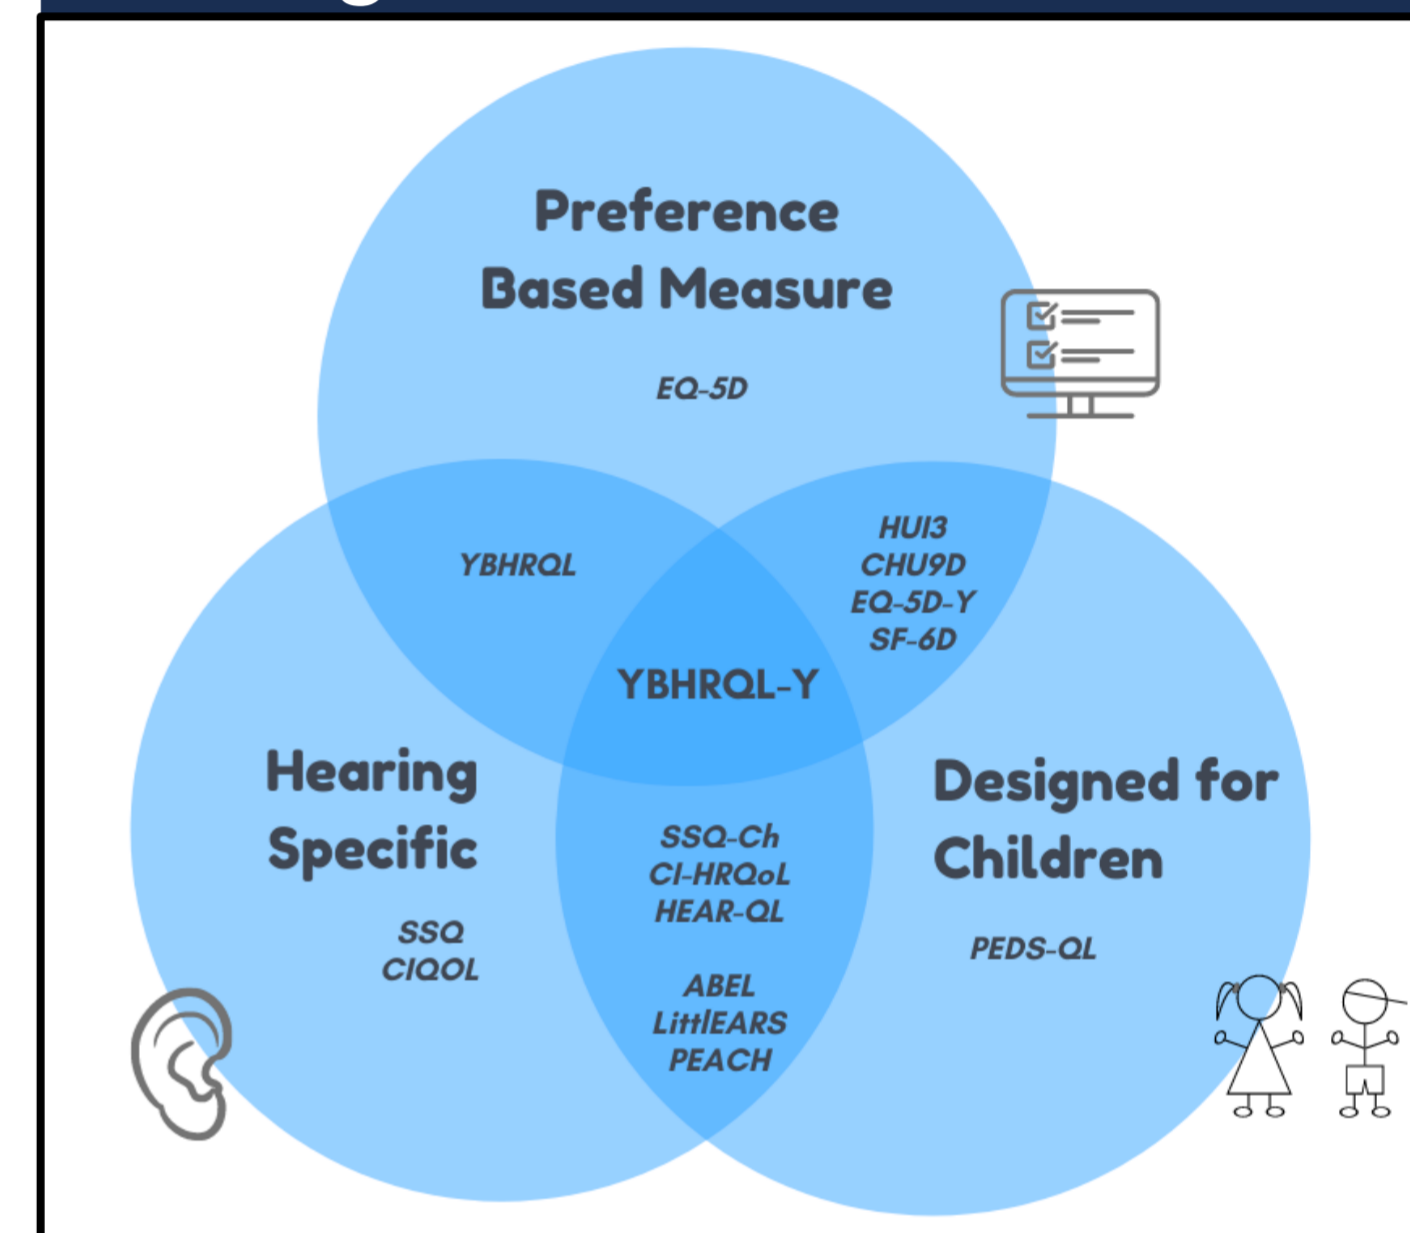 Preference
Based Measure
EQ-5D
YBHRQL
HUI3
CHU9D
EQ-5D-Y
SF-6D
YBHRQL-Y
Hearing
Specific
SSQ
CIQOL
SSQ-Ch
CI-HRQoL
HEAR-QL
ABEL
LittlEARS
PEACH
Designed for
Children
PEDS-QL